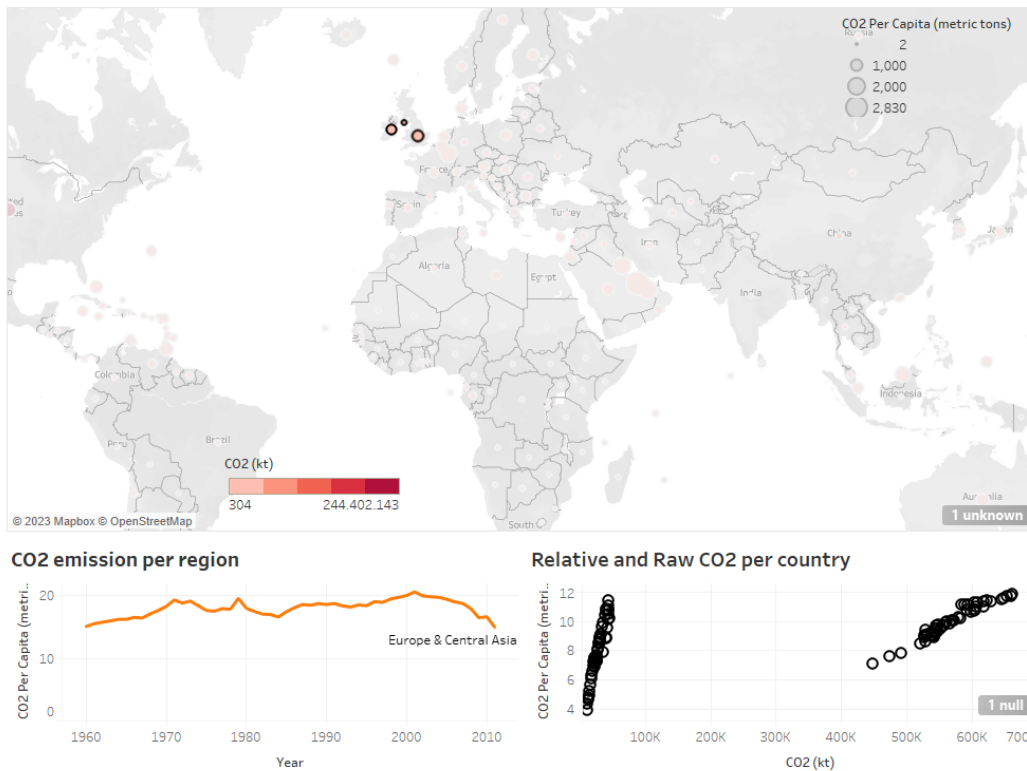 CO2 Per Capita (metric tons)
Russia
2
1,000
2,000
2,830
France
Spain
Turkey
Iran
China
Japan
Algeria
Egypt
India
Colombia
Indonesia
Peru
Brazil
CO2 (kt)
304
244.402.143
South
Australia
© 2023 Mapbox © OpenStreetMap
1 unknown
CO2 emission per region
Relative and Raw CO2 per country
CO2 Per Capita (metri..
20
10
0
Europe & Central Asia
1960
1970
1980
1990
2000
2010
Year
CO2 Per Capita (metri..
12
10
8
6
4
1 null
100K
200K
300K
400K
500K
600K
700
CO2 (kt)